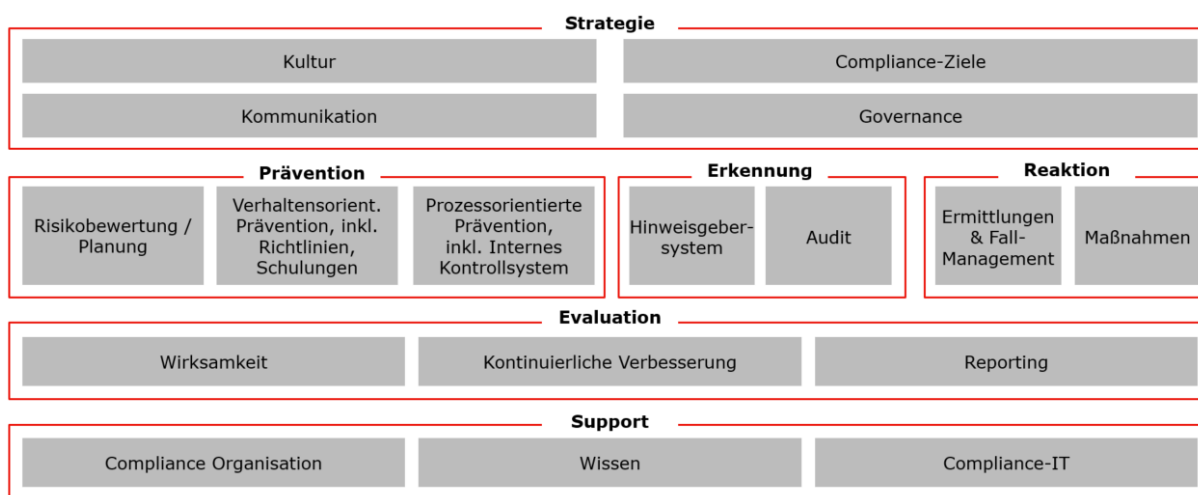 Strategie
Kultur
Compliance-Ziele
Kommunikation
Governance
Prävention
Risikobewertung /
Planung
Verhaltensorient.
Prävention, inkl.
Richtlinien,
Schulungen
Prozessorientierte
Prävention,
inkl. Internes
Kontrollsystem
Erkennung
Hinweisgeber-
system
Audit
Reaktion
Ermittlungen
& Fall-
Management
Maßnahmen
Evaluation
Wirksamkeit
Kontinuierliche Verbesserung
Reporting
Support
Compliance Organisation
Wissen
Compliance-IT